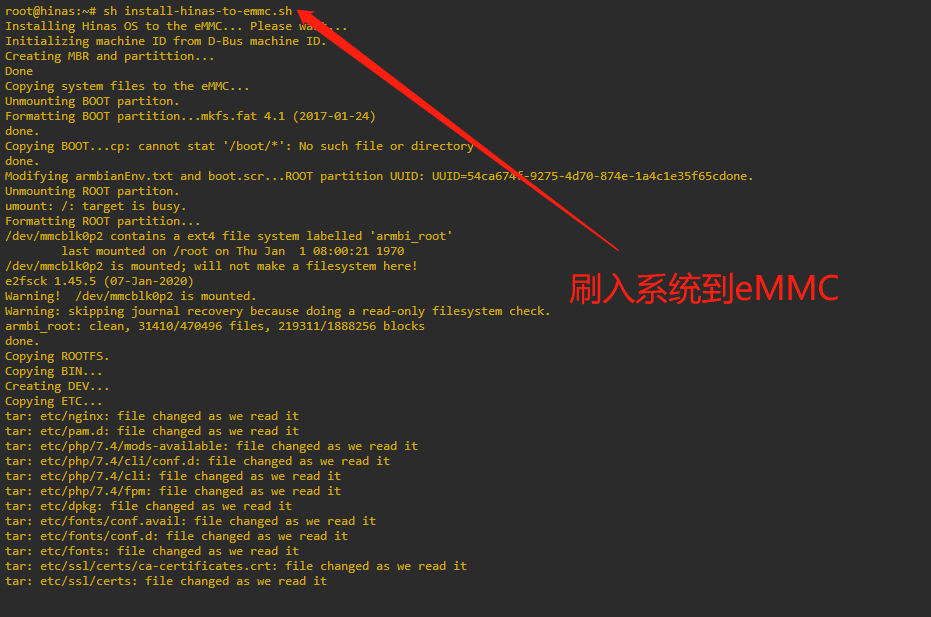 root@hinas:~# sh install-hinas-to-emmc.sh
Installing Hinas OS to the eMMC... Please wait...
Initializing machine ID from D-Bus machine ID.
Creating MBR and partittion...
Done
Copying system files to the eMMC...
Unmounting BOOT partiton.
Formatting BOOT partition...mkfs.fat 4.1 (2017-01-24)
done.
Copying BOOT...cp: cannot stat '/boot/*': No such file or directory
done.
Modifying armbianEnv.txt and boot.scr...ROOT partition UUID: UUID=54ca674f-9275-4d70-874e-1a4c1e35f65cdone.
Unmounting ROOT partiton.
umount: /: target is busy.
Formatting ROOT partition...
/dev/mmcblk0p2 contains a ext4 file system labelled 'armbi_root'
        last mounted on /root on Thu Jan  1 08:00:21 1970
/dev/mmcblk0p2 is mounted; will not make a filesystem here!
e2fsck 1.45.5 (07-Jan-2020)
Warning!  /dev/mmcblk0p2 is mounted.
Warning: skipping journal recovery because doing a read-only filesystem check.
armbi_root: clean, 31410/470496 files, 219311/1888256 blocks
done.
Copying ROOTFS.
Copying BIN...
Creating DEV...
Copying ETC...
tar: etc/nginx: file changed as we read it
tar: etc/pam.d: file changed as we read it
tar: etc/php/7.4/mods-available: file changed as we read it
tar: etc/php/7.4/cli/conf.d: file changed as we read it
tar: etc/php/7.4/cli: file changed as we read it
tar: etc/php/7.4/fpm: file changed as we read it
tar: etc/dpkg: file changed as we read it
tar: etc/fonts/conf.avail: file changed as we read it
tar: etc/fonts/conf.d: file changed as we read it
tar: etc/fonts: file changed as we read it
tar: etc/ssl/certs/ca-certificates.crt: file changed as we read it
tar: etc/ssl/certs: file changed as we read it
刷入系统到eMMC